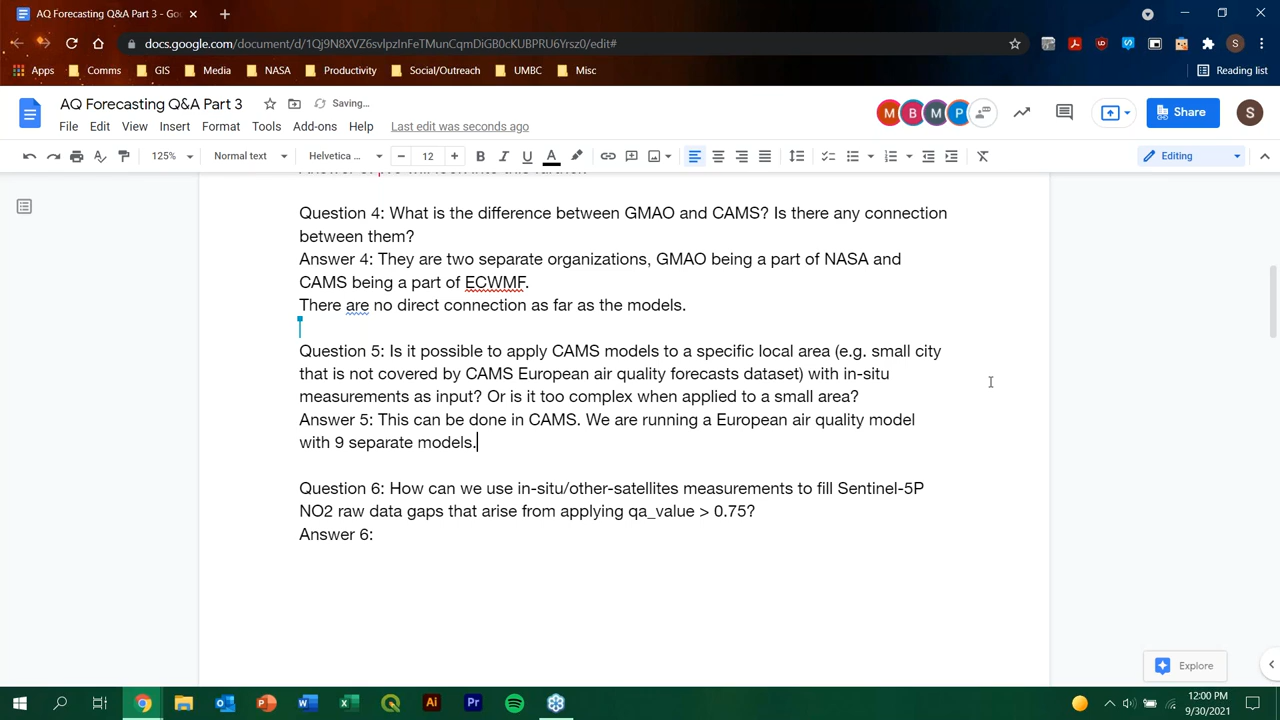 AQ Forecasting Q&A Part 3 - Go
docs.google.com/document/d/1Qj9N8XVZ6svlpzInFeTMunCqmDiGB0cKUBPRU6Yrsz0/edit#
S
Apps Comms GIS Media NASA Productivity Social/Outreach UMBC Misc Reading list
AQ Forecasting Q&A Part 3 Saving...
M B M P Share S
File Edit View Insert Format Tools Add-ons Help Last edit was seconds ago
125% Normal text Helvetica ... 12 B I U A Editing
Question 4: What is the difference between GMAO and CAMS? Is there any connection
between them?
Answer 4: They are two separate organizations, GMAO being a part of NASA and
CAMS being a part of ECWMF.
There are no direct connection as far as the models.
Question 5: Is it possible to apply CAMS models to a specific local area (e.g. small city
that is not covered by CAMS European air quality forecasts dataset) with in-situ
measurements as input? Or is it too complex when applied to a small area?
Answer 5: This can be done in CAMS. We are running a European air quality model
with 9 separate models.
Question 6: How can we use in-situ/other-satellites measurements to fill Sentinel-5P
NO2 raw data gaps that arise from applying qa_value > 0.75?
Answer 6:
Explore
12:00 PM
9/30/2021